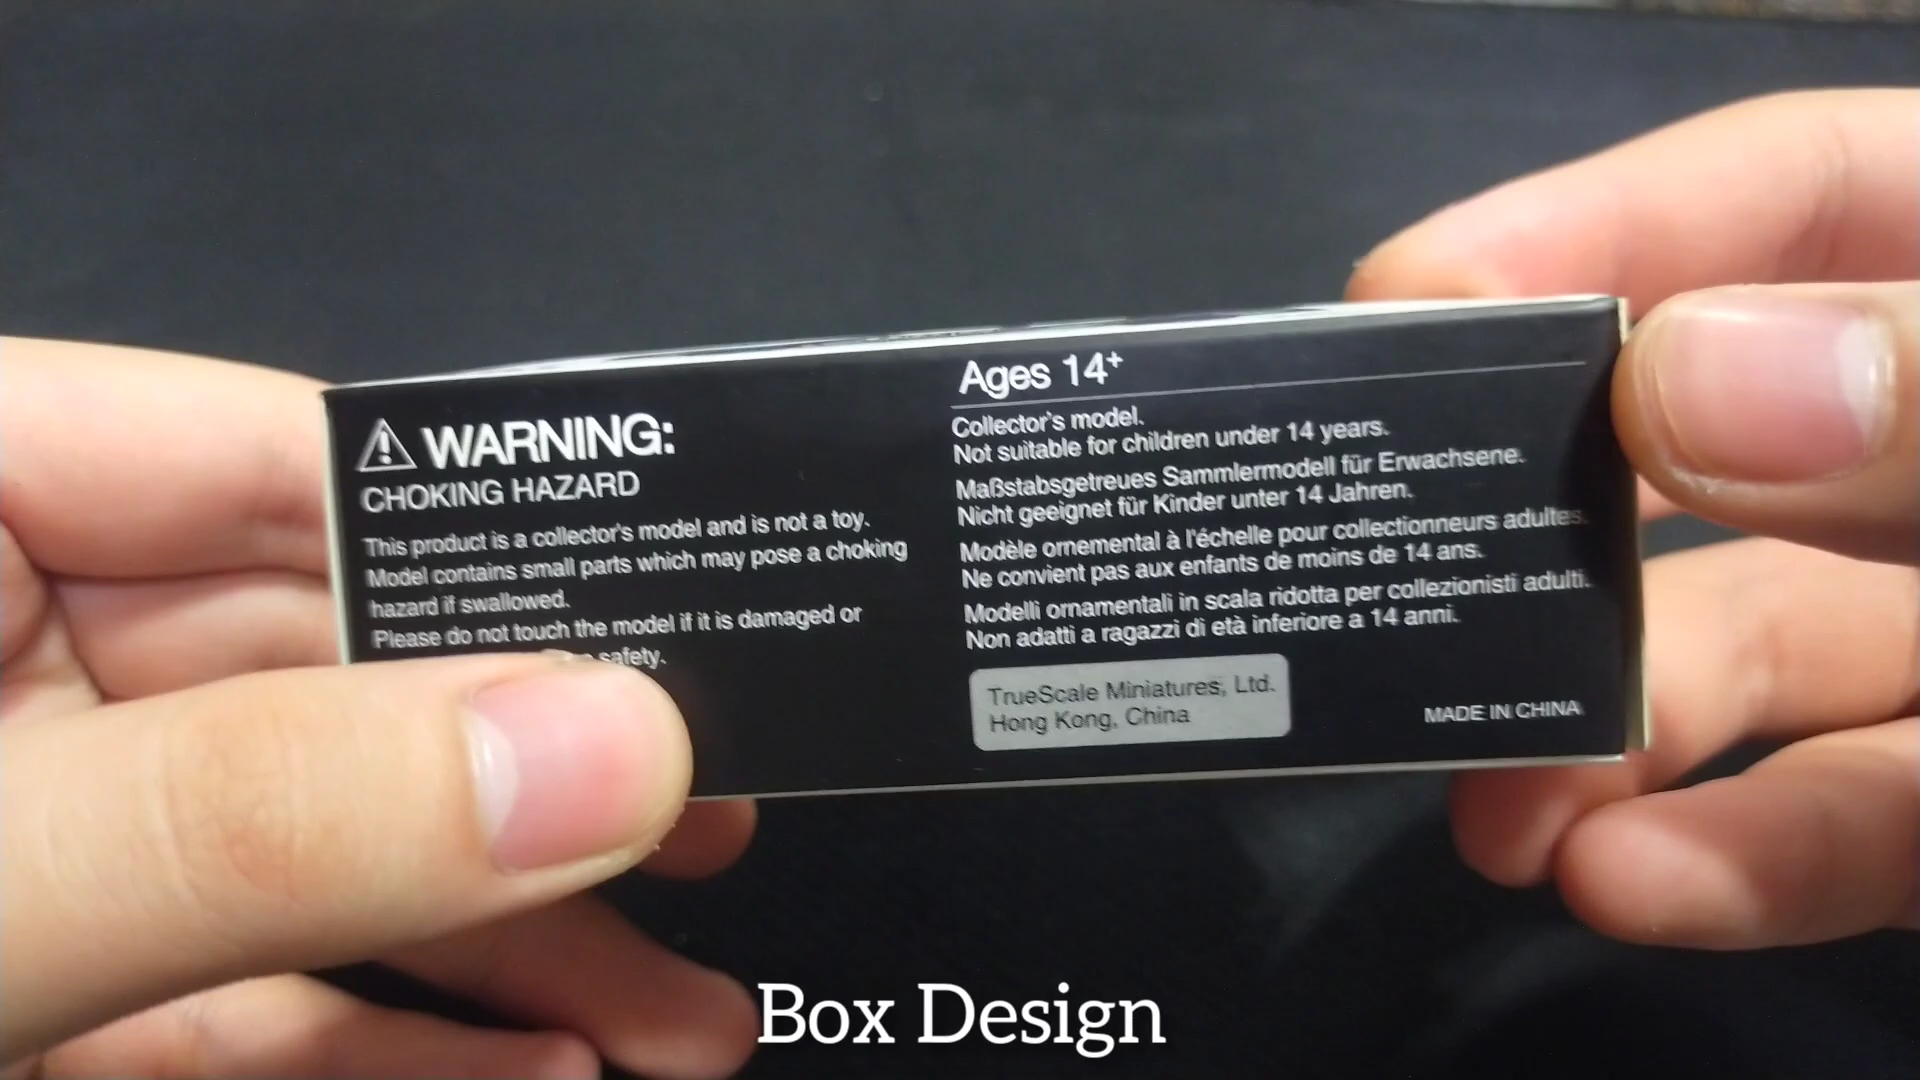 WARNING:
CHOKING HAZARD
This product is a collector's model and is not a toy.
Model contains small parts which may pose a choking
hazard if swallowed.
Please do not touch the model if it is damaged or
safety.
Ages 14+
Collector's model.
Not suitable for children under 14 years.
Maßstabsgetreues Sammlermodell für Erwachsene.
Nicht geeignet für Kinder unter 14 Jahren.
Modèle ornemental à l'échelle pour collectionneurs adultes.
Ne convient pas aux enfants de moins de 14 ans.
Modelli ornamentali in scala ridotta per collezionisti adulti.
Non adatti a ragazzi di età inferiore a 14 anni.
TrueScale Miniatures, Ltd.
Hong Kong, China
MADE IN CHINA
Box Design